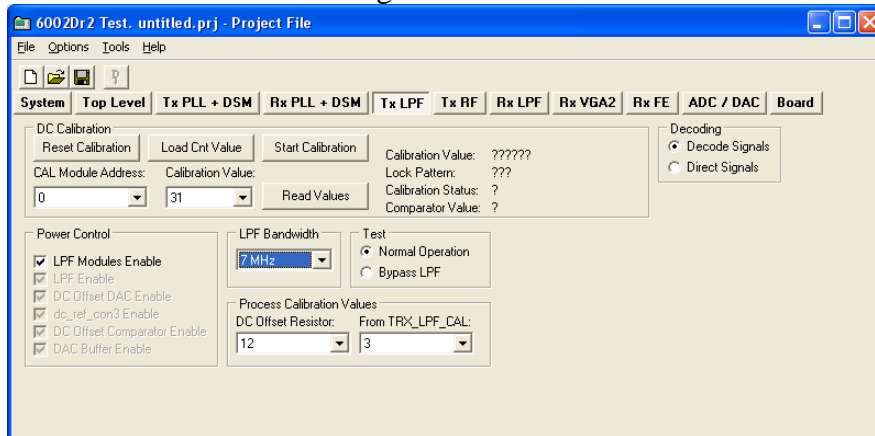 6002Dr2 Test. untitled.prj - Project File
File Options Tools Help
System Top Level Tx PLL + DSM Rx PLL + DSM Tx LPF Tx RF Rx LPF Rx VGA2 Rx FE ADC / DAC Board
DC Calibration
Reset Calibration Load Cnt Value Start Calibration
CAL Module Address: Calibration Value:
0 31 Read Values
Calibration Value: ??????
Lock Pattern: ???
Calibration Status: ?
Comparator Value: ?
Decoding
Decode Signals
Direct Signals
Power Control
LPF Modules Enable
LPF Enable
DC Offset DAC Enable
dc_ref_con3 Enable
DC Offset Comparator Enable
DAC Buffer Enable
LPF Bandwidth
7 MHz
Test
Normal Operation
Bypass LPF
Process Calibration Values
DC Offset Resistor: From TRX_LPF_CAL:
12 3